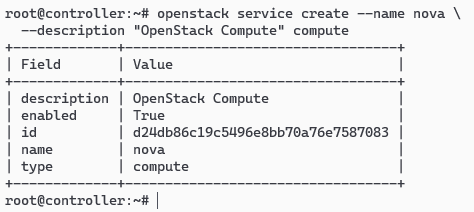 root@controller:~# openstack service create --name nova \
  --description "OpenStack Compute" compute
+-------------+----------------------------------+
| Field       | Value                            |
+-------------+----------------------------------+
| description | OpenStack Compute                |
| enabled     | True                             |
| id          | d24db86c19c5496e8bb70a76e7587083 |
| name        | nova                             |
| type        | compute                          |
+-------------+----------------------------------+
root@controller:~#